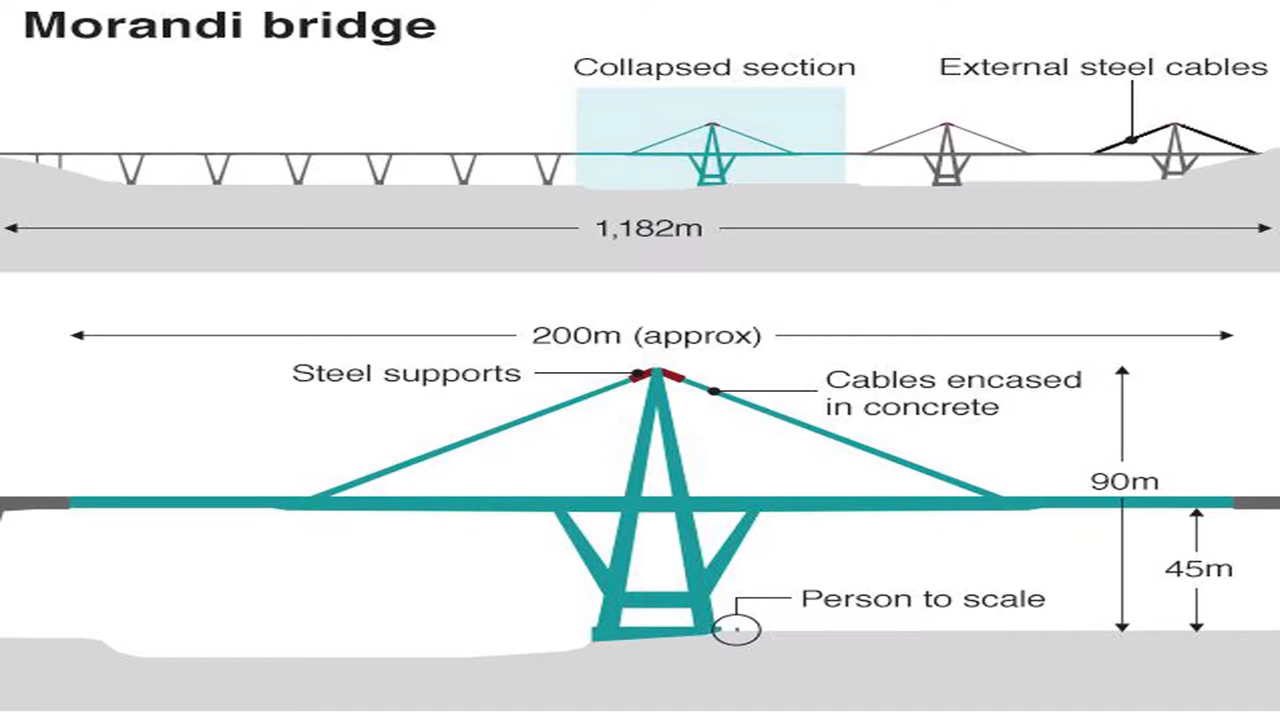 Morandi bridge
Collapsed section
External steel cables
1,182m
200m (approx)
Steel supports
Cables encased
in concrete
90m
45m
Person to scale